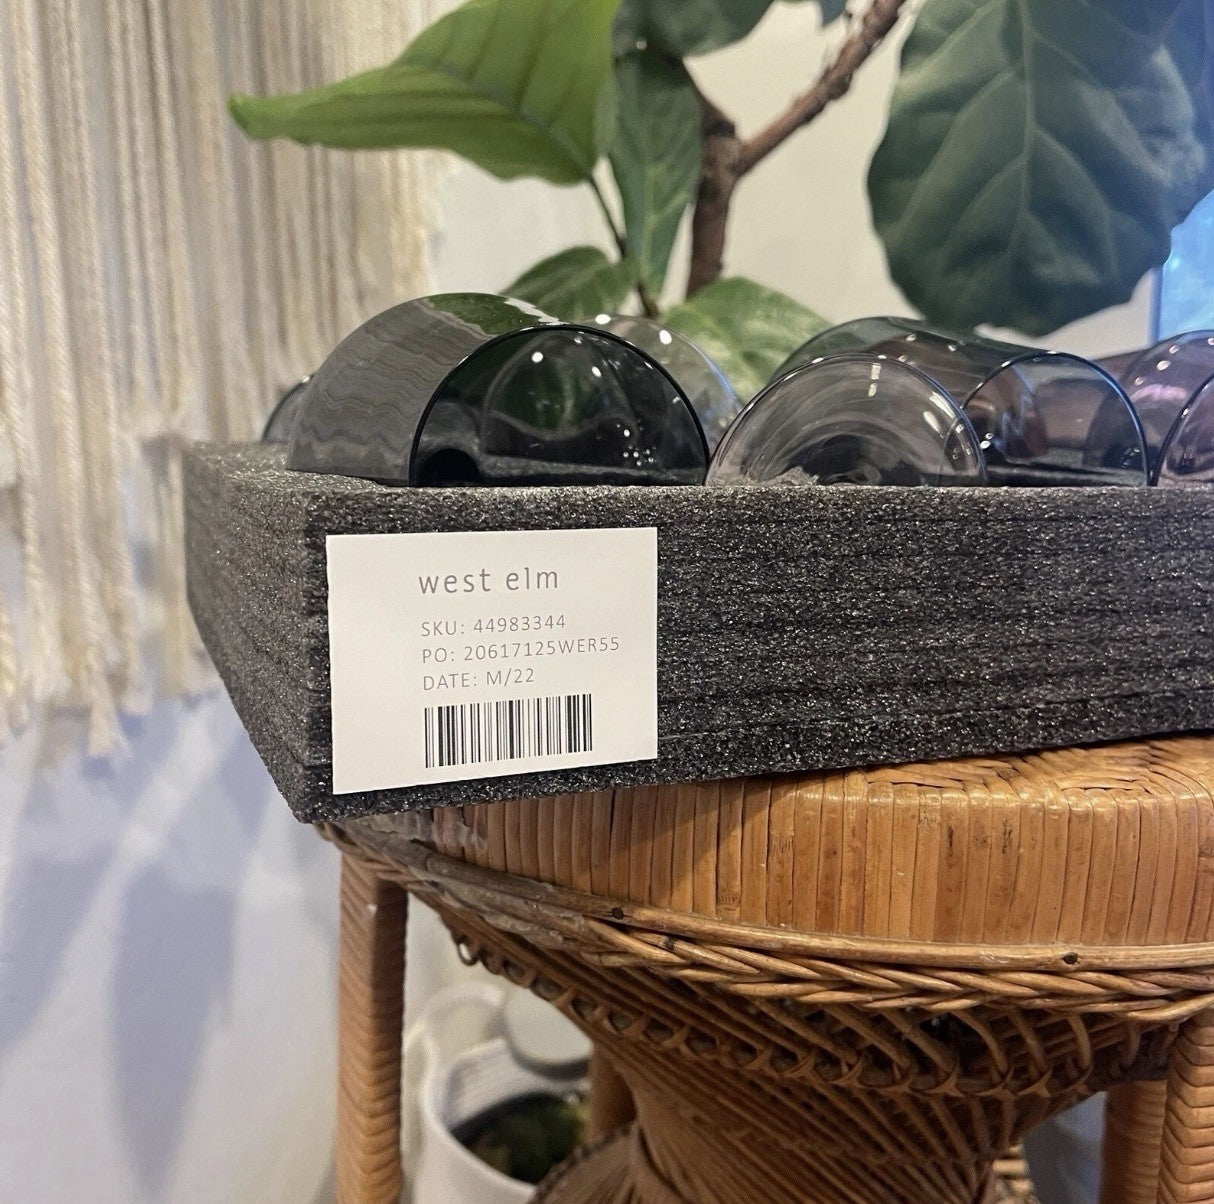 west elm
SKU: 44983344
PO: 20617125WER55
DATE: M/22